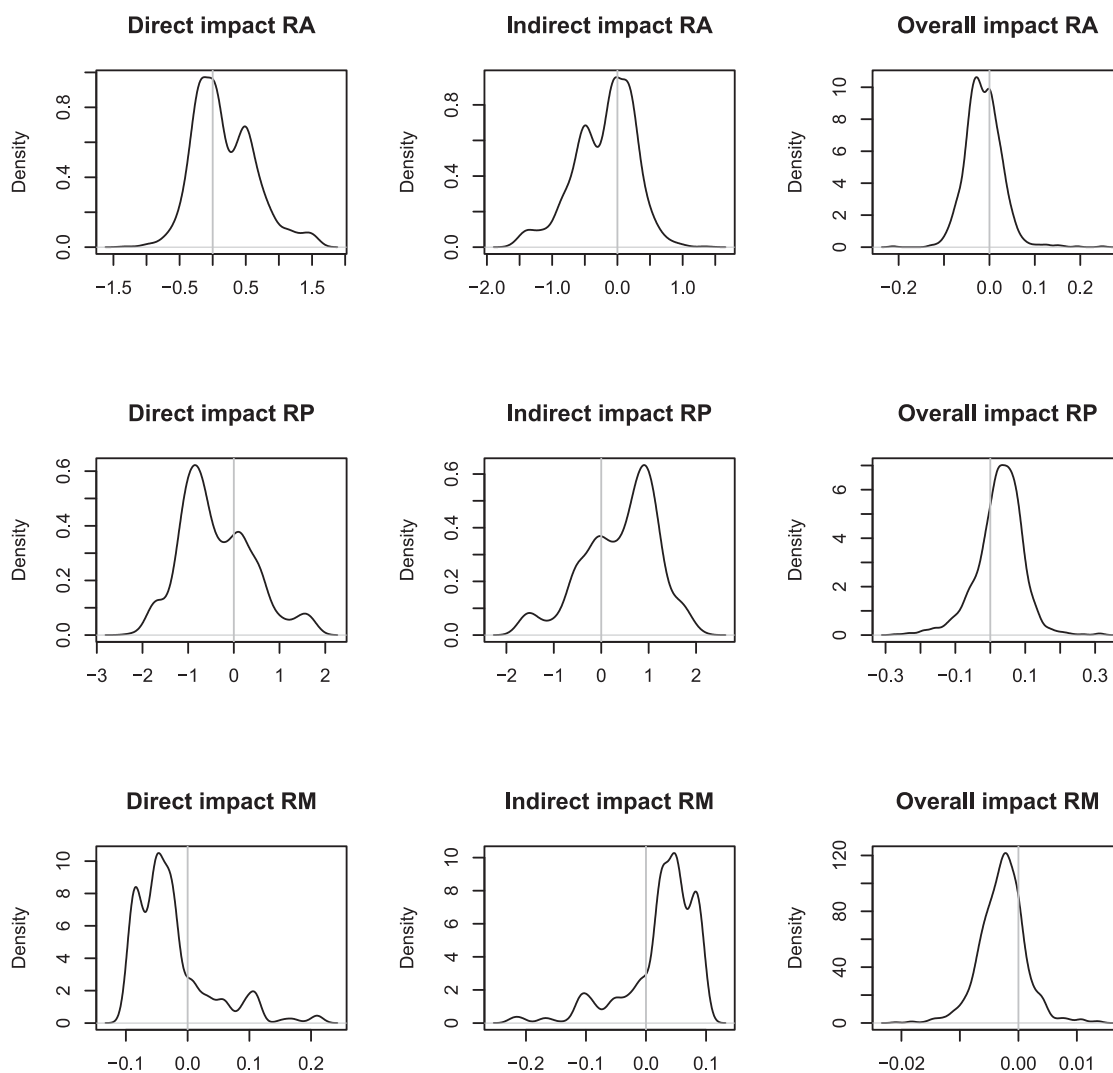 Direct impact RA
Density
0.0 0.4 0.8
−1.5 −0.5 0.5 1.5
Indirect impact RA
Density
0.0 0.4 0.8
−2.0 −1.0 0.0 1.0
Overall impact RA
Density
0 2 4 6 8 10
−0.2 0.0 0.1 0.2
Direct impact RP
Density
0.0 0.2 0.4 0.6
−3 −2 −1 0 1 2
Indirect impact RP
Density
0.0 0.2 0.4 0.6
−2 −1 0 1 2
Overall impact RP
Density
0 2 4 6
−0.3 −0.1 0.1 0.3
Direct impact RM
Density
0 2 4 6 8 10
−0.1 0.0 0.1 0.2
Indirect impact RM
Density
0 2 4 6 8 10
−0.2 −0.1 0.0 0.1
Overall impact RM
Density
0 40 80 120
−0.02 0.00 0.01